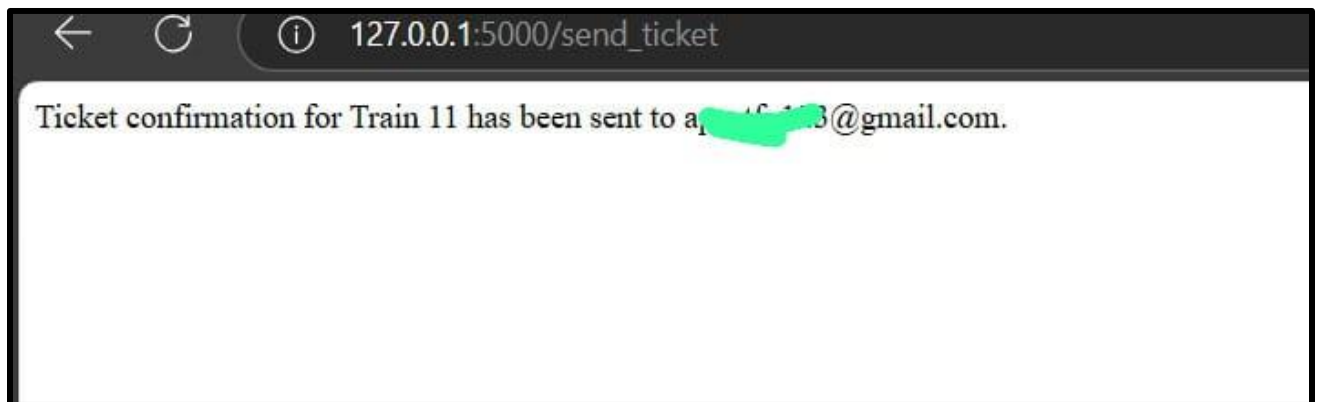 127.0.0.1:5000/send_ticket
Ticket confirmation for Train 11 has been sent to @gmail.com.